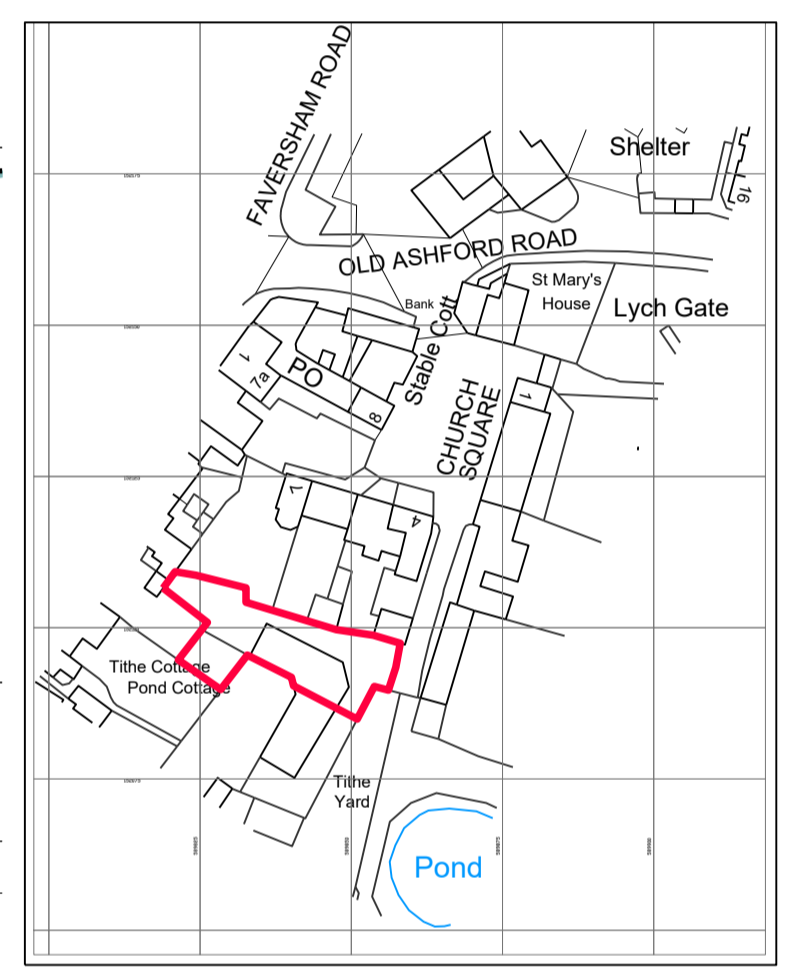 FAVERSHAM ROAD
Shelter
16
OLD ASHFORD ROAD
St Mary's
House
Bank
Lych Gate
Stable Cott
1
7a
PO
8
CHURCH
SQUARE
1
4
Tithe Cottage
Pond Cottage
Tithe
Yard
Pond